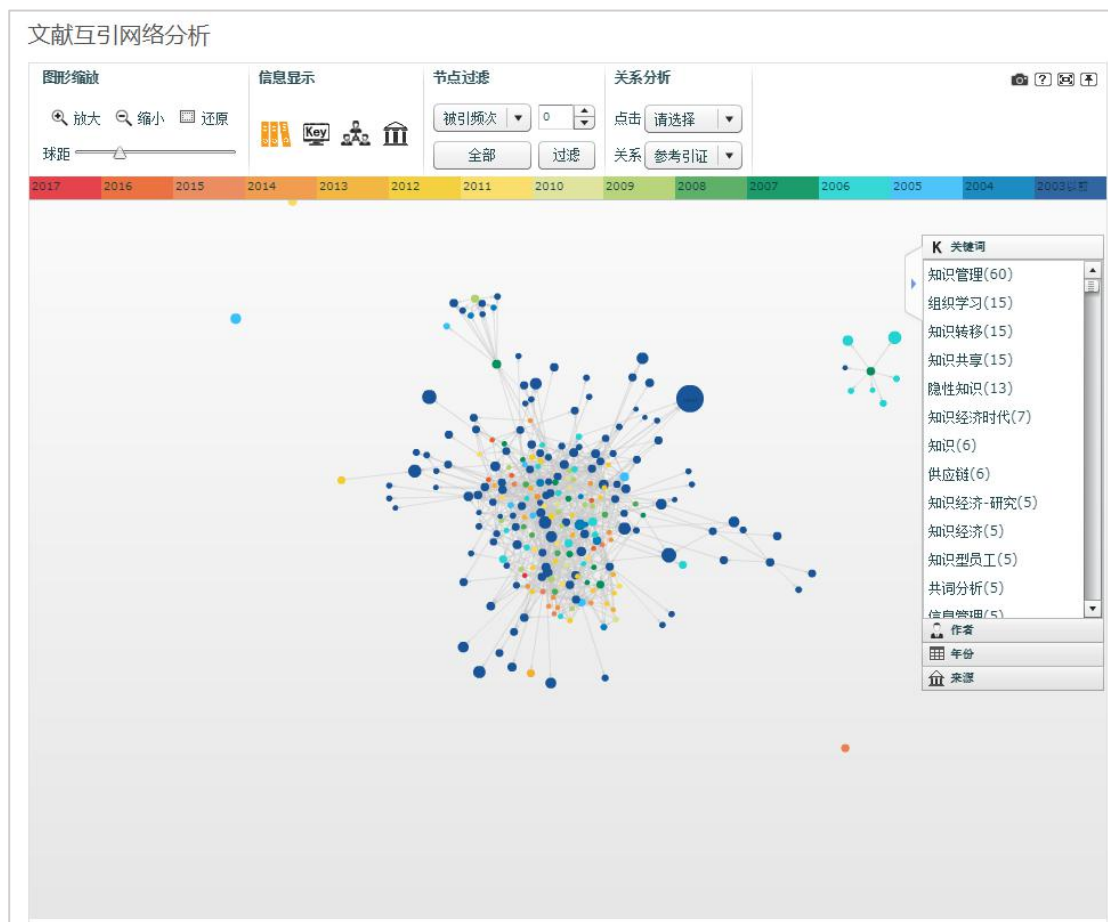 文献互引网络分析
图形缩放 信息显示 节点过滤 关系分析
放大 缩小 还原
Key
被引频次 0
点击 请选择
球距
全部 过滤
关系 参考引证
2017 2016 2015 2014 2013 2012 2011 2010 2009 2008 2007 2006 2005 2004 2003以前
K 关键词
知识管理(60)
组织学习(15)
知识转移(15)
知识共享(15)
隐性知识(13)
知识经济时代(7)
知识(6)
供应链(6)
知识经济-研究(5)
知识经济(5)
知识型员工(5)
共词分析(5)
信息管理(5)
作者
年份
来源